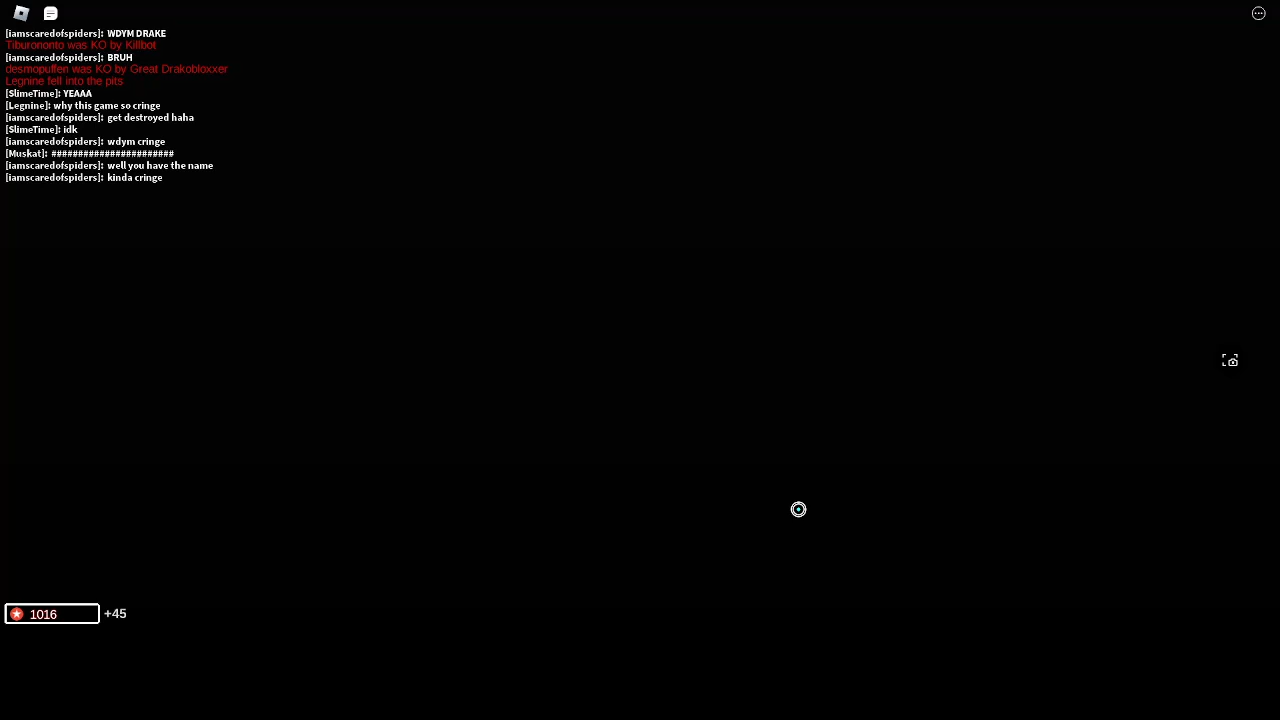 [iamscaredofspiders]: WDYM DRAKE
Tiburononto was KO by Killbot
[iamscaredofspiders]: BRUH
desmopuffen was KO by Great Drakobloxxer
Legnine fell into the pits
[SlimeTime]: YEAAA
[Legnine]: why this game so cringe
[iamscaredofspiders]: get destroyed haha
[SlimeTime]: idk
[iamscaredofspiders]: wdym cringe
[Muskat]: #######################
[iamscaredofspiders]: well you have the name
[iamscaredofspiders]: kinda cringe
1016 +45